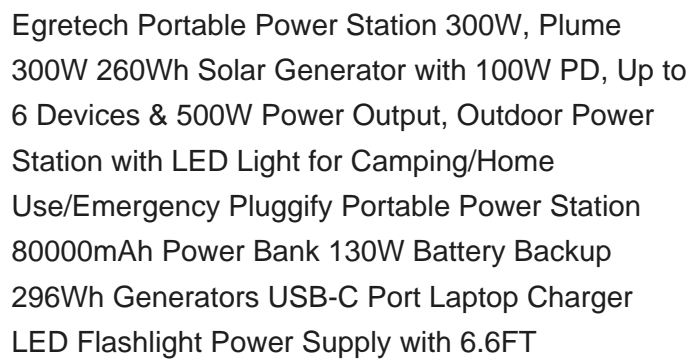 Egretech Portable Power Station 300W, Plume
300W 260Wh Solar Generator with 100W PD, Up to
6 Devices & 500W Power Output, Outdoor Power
Station with LED Light for Camping/Home
Use/Emergency Pluggify Portable Power Station
80000mAh Power Bank 130W Battery Backup
296Wh Generators USB-C Port Laptop Charger
LED Flashlight Power Supply with 6.6FT